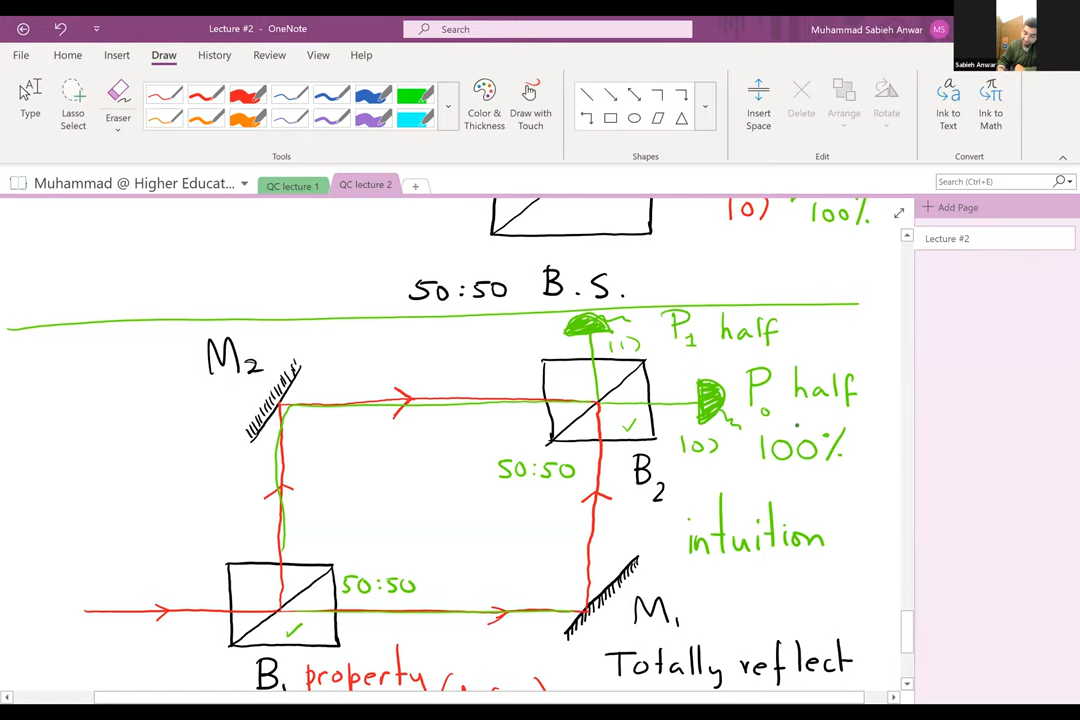 Lecture #2 - OneNote
Search
Muhammad Sabieh Anwar
MS
Sabieh Anwar
File Home Insert Draw History Review View Help
Type
Lasso Select
Eraser
Color & Thickness
Draw with Touch
Insert Space
Delete
Arrange
Rotate
Ink to Text
Ink to Math
Tools
Shapes
Edit
Convert
Muhammad @ Higher Educat...
QC lecture 1
QC lecture 2
Search (Ctrl+E)
Add Page
Lecture #2
|0⟩ 100%
50:50 B.S.
M2
|1⟩
P1 half
P0 half
|0⟩ 100%
50:50
B2
intuition
50:50
M1
Totally reflect
B1 property